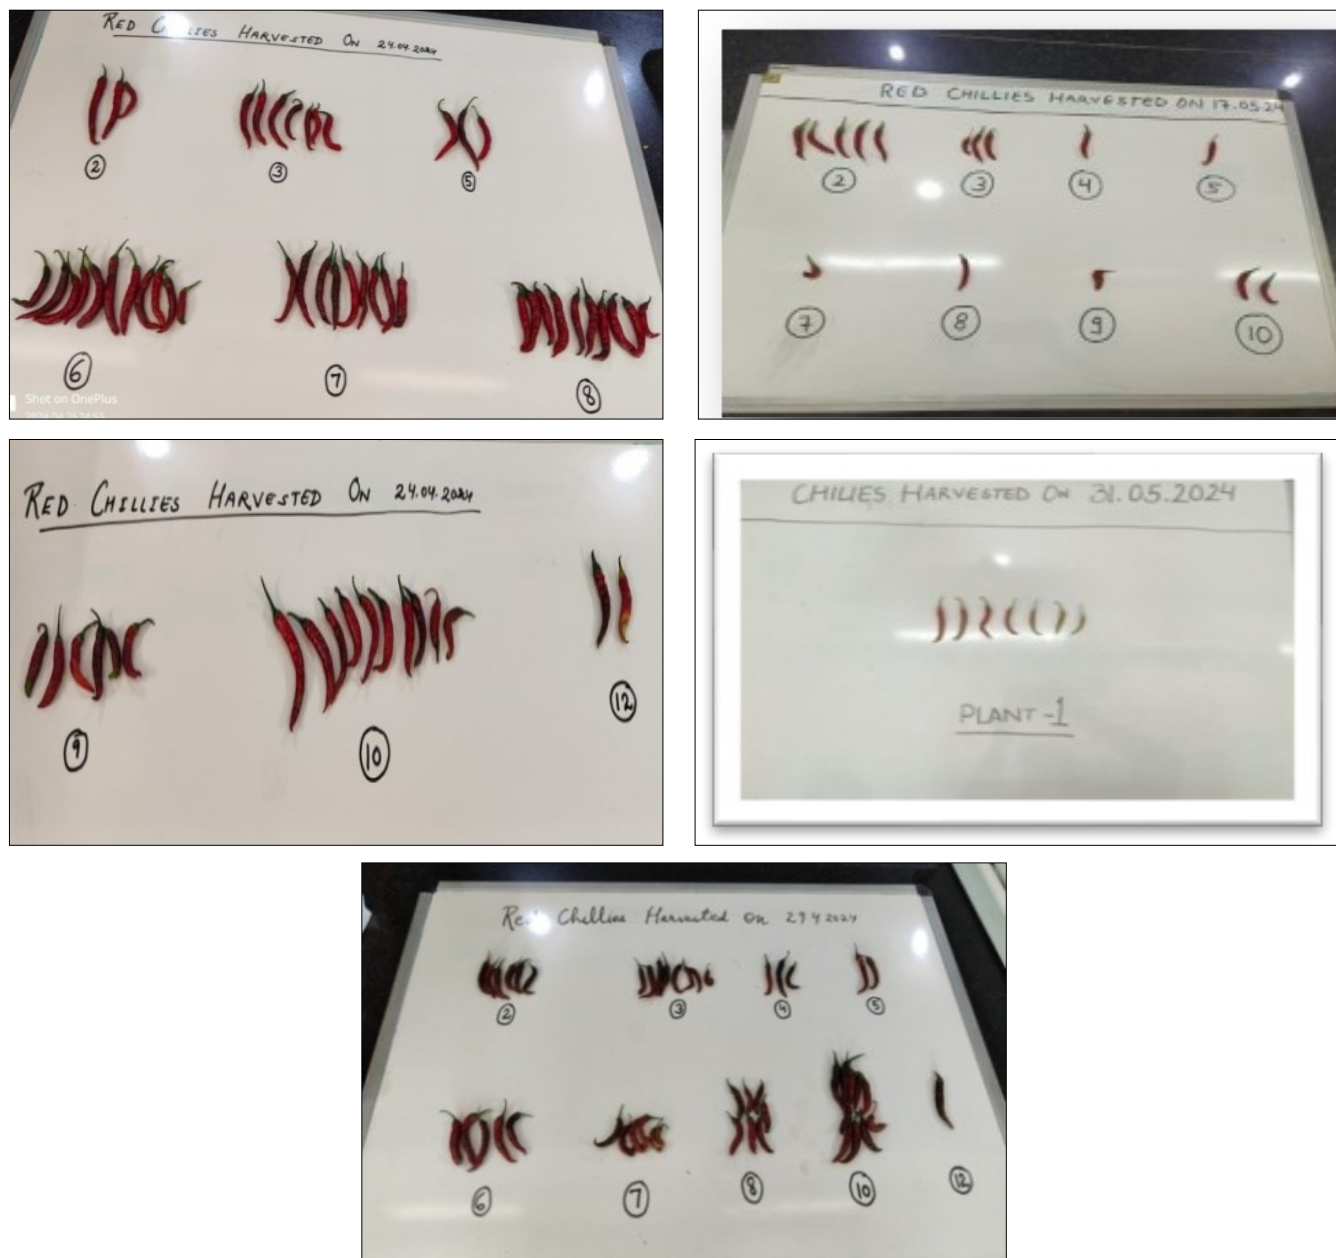 RED CHILLIES HARVESTED ON 24.04.2024
2 3 5
6 7 8
Shot on OnePlus
RED CHILLIES HARVESTED ON 17.05.24
2 3 4 5
7 8 9 10
RED CHILLIES HARVESTED ON 24.04.2024
9 10 12
CHILIES HARVESTED ON 31.05.2024
PLANT-1
Red Chillies Harvested on 29 4 2024
2 3 4 5
6 7 8 10 12